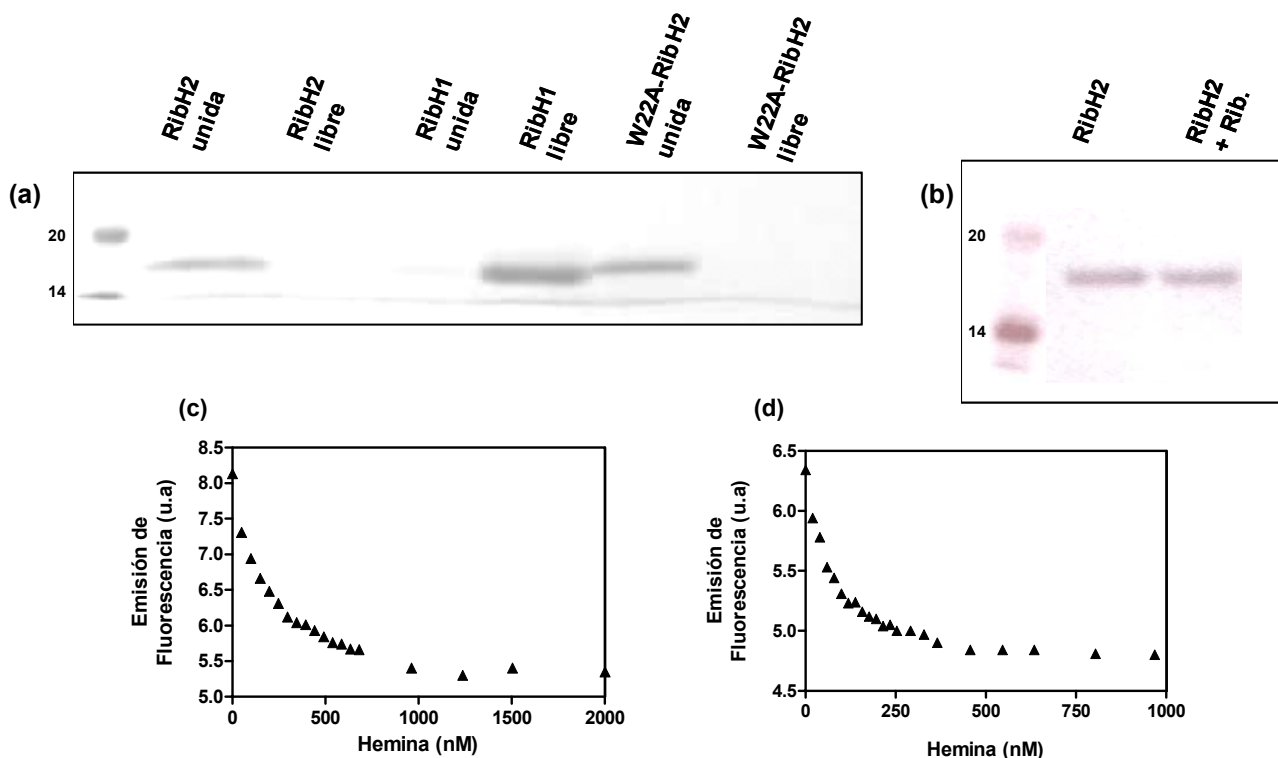 RibH2
unida
RibH2
libre
RibH1
unida
RibH1
libre
W22A-RibH2
unida
W22A-RibH2
libre
(a)
20
14
RibH2
RibH2
+ Rib.
(b)
20
14
(c)
Emisión de
Fluorescencia (u.a)
8.5
8.0
7.5
7.0
6.5
6.0
5.5
5.0
0
500
1000
1500
2000
Hemina (nM)
(d)
Emisión de
Fluorescencia (u.a)
6.5
6.0
5.5
5.0
4.5
0
250
500
750
1000
Hemina (nM)